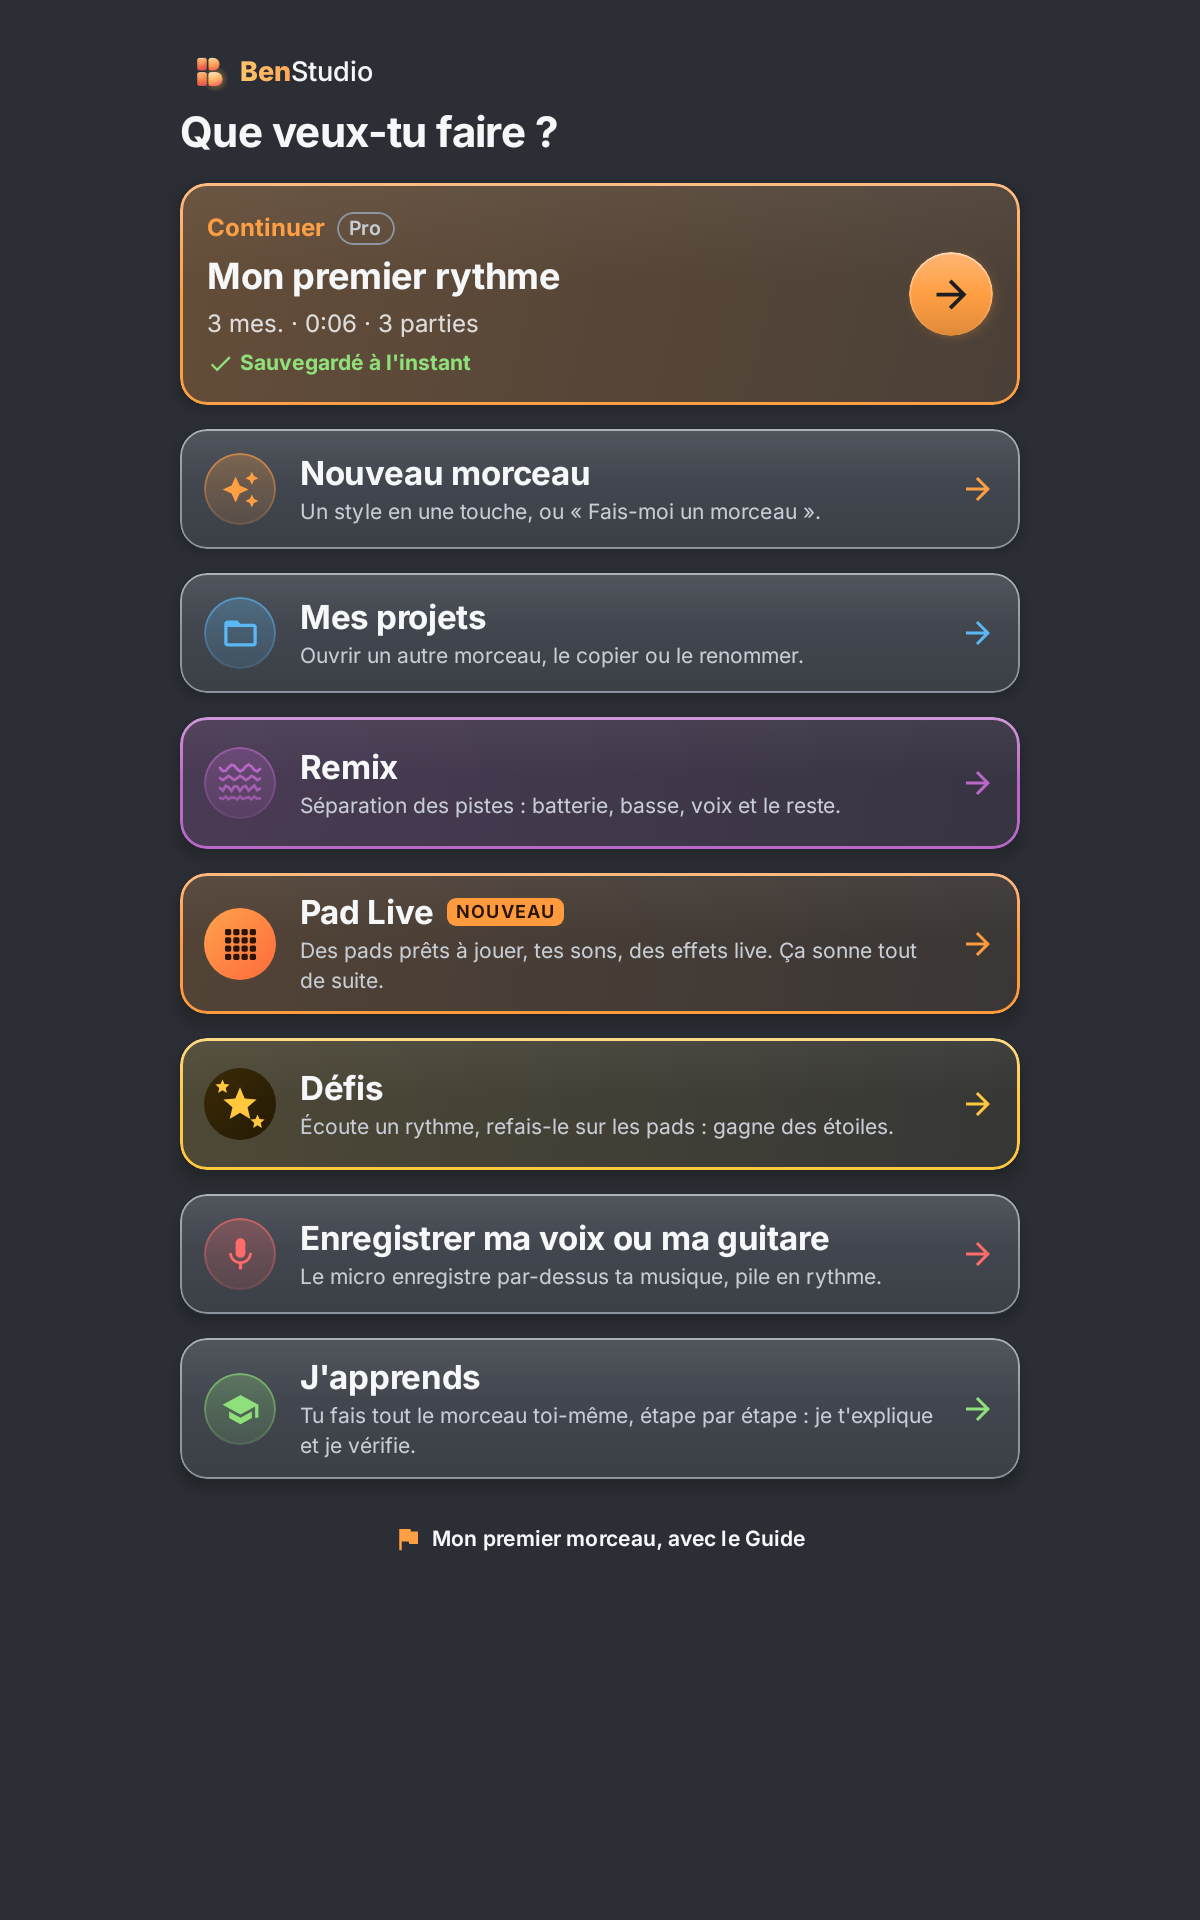 BenStudio
Que veux-tu faire ?
Continuer Pro
Mon premier rythme
3 mes. · 0:06 · 3 parties
Sauvegardé à l'instant
Nouveau morceau
Un style en une touche, ou « Fais-moi un morceau ».
Mes projets
Ouvrir un autre morceau, le copier ou le renommer.
Remix
Séparation des pistes : batterie, basse, voix et le reste.
Pad Live NOUVEAU
Des pads prêts à jouer, tes sons, des effets live. Ça sonne tout
de suite.
Défis
Écoute un rythme, refais-le sur les pads : gagne des étoiles.
Enregistrer ma voix ou ma guitare
Le micro enregistre par-dessus ta musique, pile en rythme.
J'apprends
Tu fais tout le morceau toi-même, étape par étape : je t'explique
et je vérifie.
Mon premier morceau, avec le Guide